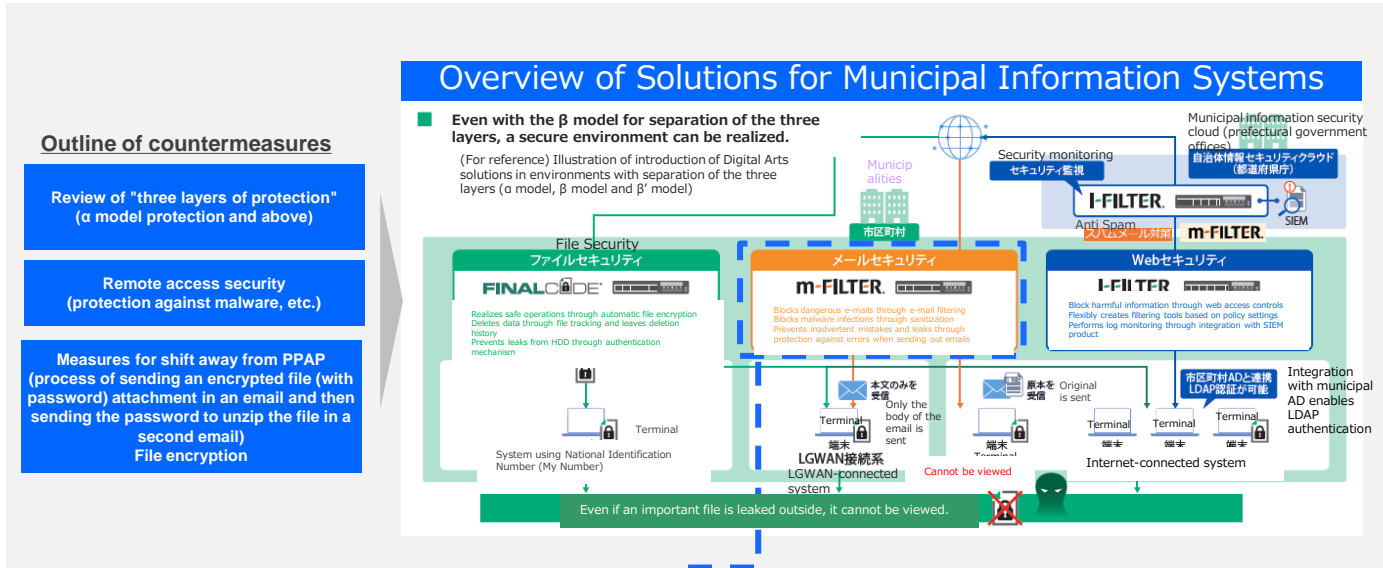 Overview of Solutions for Municipal Information Systems
Outline of countermeasures
Review of "three layers of protection"
(α model protection and above)
Remote access security
(protection against malware, etc.)
Measures for shift away from PPAP
(process of sending an encrypted file (with
password) attachment in an email and then
sending the password to unzip the file in a
second email)
File encryption
Even with the β model for separation of the three
layers, a secure environment can be realized.
(For reference) Illustration of introduction of Digital Arts
solutions in environments with separation of the three
layers (α model, β model and β' model)
Municip
alities
市区町村
Security monitoring
セキュリティ監視
Municipal information security
cloud (prefectural government
offices)
自治体情報セキュリティクラウド
(都道府県庁)
i-FILTER®
SIEM
Anti Spam
スパムメール対策
m-FILTER®
File Security
ファイルセキュリティ
FINALCODE®
Realizes safe operations through automatic file encryption
Deletes data through file tracking and leaves deletion
history
Prevents leaks from HDD through authentication
mechanism
メールセキュリティ
m-FILTER®
Blocks dangerous e-mails through e-mail filtering
Blocks malware infections through sanitization
Prevents inadvertent mistakes and leaks through
protection against errors when sending out emails
Webセキュリティ
i-FILTER
Block harmful information through web access controls
Flexibly creates filtering tools based on policy settings
Performs log monitoring through integration with SIEM
product
Terminal
System using National Identification
Number (My Number)
本文のみを
受信
Only the
body of the
email is
sent
Terminal
端末
LGWAN接続系
LGWAN-connected
system
原本を
受信
Original
is sent
Terminal
端末
Terminal
Cannot be viewed
市区町村ADと連携
LDAP認証が可能
Integration
with municipal
AD enables
LDAP
authentication
Terminal
Terminal
Terminal
端末
端末
端末
Internet-connected system
Even if an important file is leaked outside, it cannot be viewed.